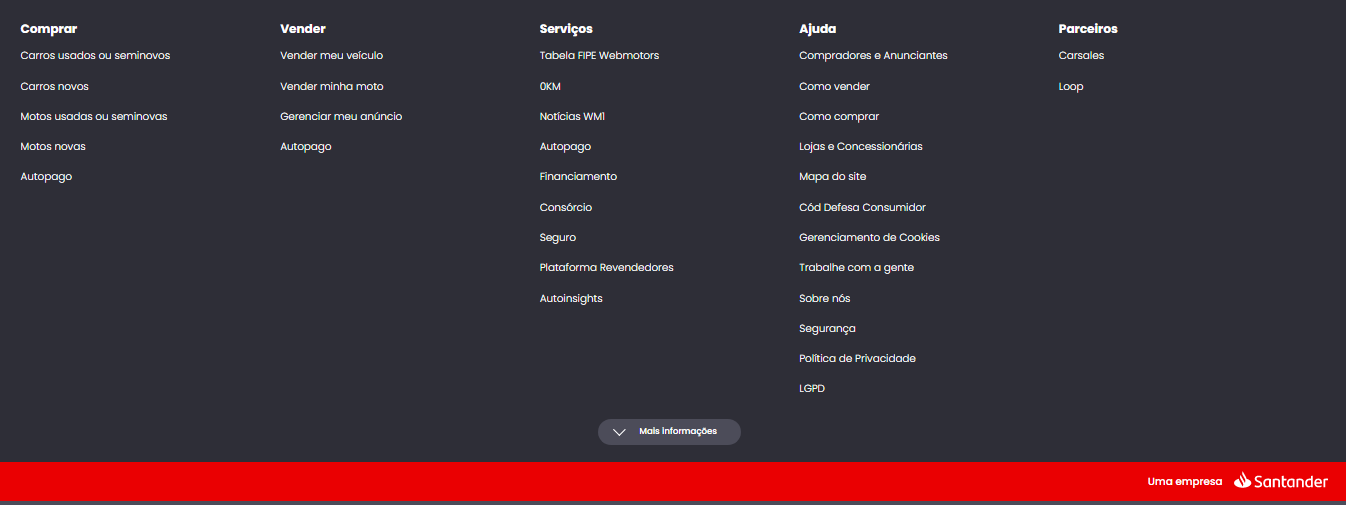 Comprar
Carros usados ou seminovos
Carros novos
Motos usadas ou seminovas
Motos novas
Autopago
Vender
Vender meu veículo
Vender minha moto
Gerenciar meu anúncio
Autopago
Serviços
Tabela FIPE Webmotors
0KM
Notícias WM1
Autopago
Financiamento
Consórcio
Seguro
Plataforma Revendedores
Autoinsights
Ajuda
Compradores e Anunciantes
Como vender
Como comprar
Lojas e Concessionárias
Mapa do site
Cód Defesa Consumidor
Gerenciamento de Cookies
Trabalhe com a gente
Sobre nós
Segurança
Política de Privacidade
LGPD
Parceiros
Carsales
Loop
Mais Informações
Uma empresa Santander